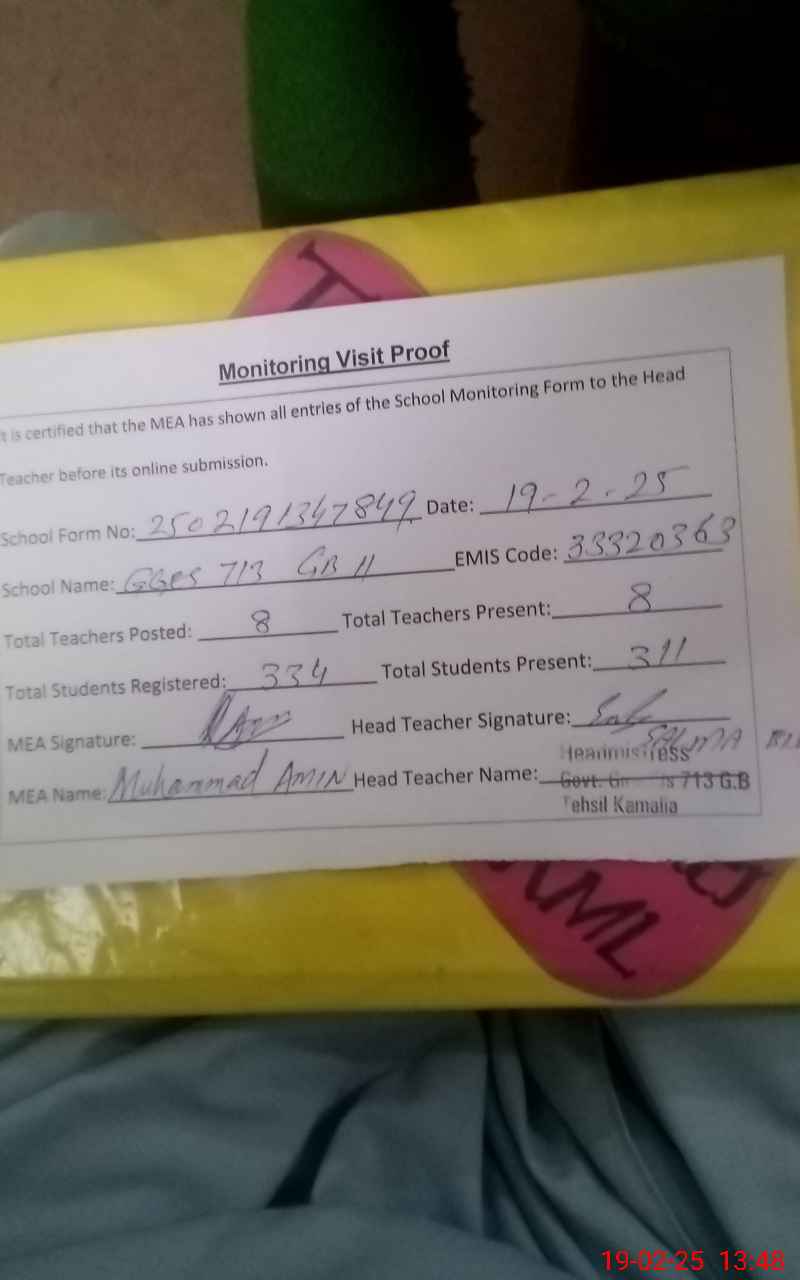 Monitoring Visit Proof
t is certified that the MEA has shown all entries of the School Monitoring Form to the Head
Teacher before its online submission.
School Form No: 2502191347849 Date: 19-2-25
School Name: GGPS 713 GB II EMIS Code: 33320363
Total Teachers Posted: 8 Total Teachers Present: 8
Total Students Registered: 334 Total Students Present: 311
MEA Signature: Head Teacher Signature:
SALMA
Headmistress
MEA Name: Muhammad AMIN Head Teacher Name: Govt. 713 G.B
Tehsil Kamalia
19-02-25 13:48